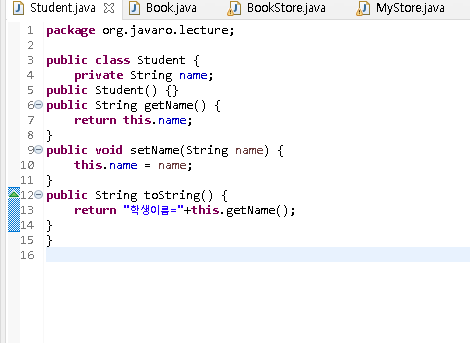 Student.java Book.java BookStore.java MyStore.java
1 package org.javaro.lecture;
2
3 public class Student {
4     private String name;
5 public Student() {}
6 public String getName() {
7     return this.name;
8 }
9 public void setName(String name) {
10     this.name = name;
11 }
12 public String toString() {
13     return "학생이름="+this.getName();
14 }
15 }
16